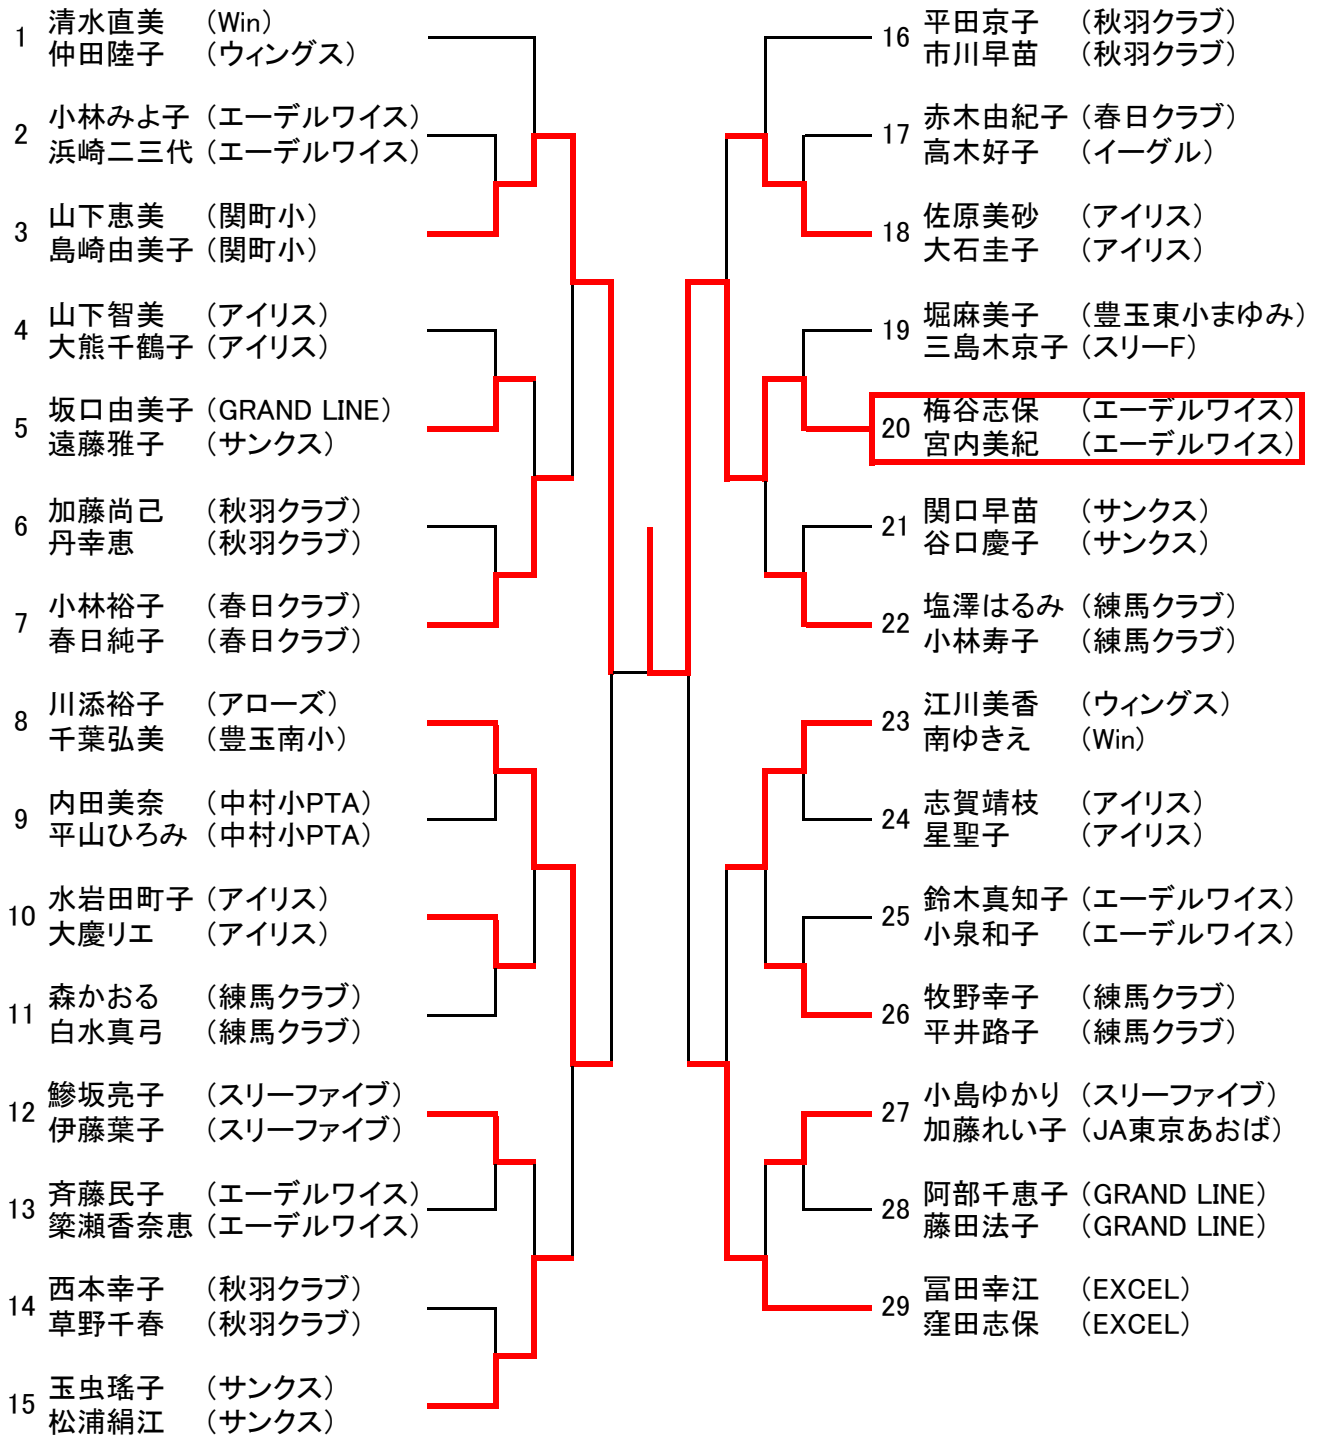 1 清水直美 (Win)
仲田陸子 (ウィングス)
2 小林みよ子 (エーデルワイス)
浜崎二三代 (エーデルワイス)
3 山下恵美 (関町小)
島崎由美子 (関町小)
4 山下智美 (アイリス)
大熊千鶴子 (アイリス)
5 坂口由美子 (GRAND LINE)
遠藤雅子 (サンクス)
6 加藤尚己 (秋羽クラブ)
丹幸恵 (秋羽クラブ)
7 小林裕子 (春日クラブ)
春日純子 (春日クラブ)
8 川添裕子 (アローズ)
千葉弘美 (豊玉南小)
9 内田美奈 (中村小PTA)
平山ひろみ (中村小PTA)
10 水岩田町子 (アイリス)
大慶リエ (アイリス)
11 森かおる (練馬クラブ)
白水真弓 (練馬クラブ)
12 鰺坂亮子 (スリーファイブ)
伊藤葉子 (スリーファイブ)
13 斉藤民子 (エーデルワイス)
簗瀬香奈恵 (エーデルワイス)
14 西本幸子 (秋羽クラブ)
草野千春 (秋羽クラブ)
15 玉虫瑤子 (サンクス)
松浦絹江 (サンクス)
16 平田京子 (秋羽クラブ)
市川早苗 (秋羽クラブ)
17 赤木由紀子 (春日クラブ)
高木好子 (イーグル)
18 佐原美砂 (アイリス)
大石圭子 (アイリス)
19 堀麻美子 (豊玉東小まゆみ)
三島木京子 (スリーF)
20 梅谷志保 (エーデルワイス)
宮内美紀 (エーデルワイス)
21 関口早苗 (サンクス)
谷口慶子 (サンクス)
22 塩澤はるみ (練馬クラブ)
小林寿子 (練馬クラブ)
23 江川美香 (ウィングス)
南ゆきえ (Win)
24 志賀靖枝 (アイリス)
星聖子 (アイリス)
25 鈴木真知子 (エーデルワイス)
小泉和子 (エーデルワイス)
26 牧野幸子 (練馬クラブ)
平井路子 (練馬クラブ)
27 小島ゆかり (スリーファイブ)
加藤れい子 (JA東京あおば)
28 阿部千恵子 (GRAND LINE)
藤田法子 (GRAND LINE)
29 冨田幸江 (EXCEL)
窪田志保 (EXCEL)